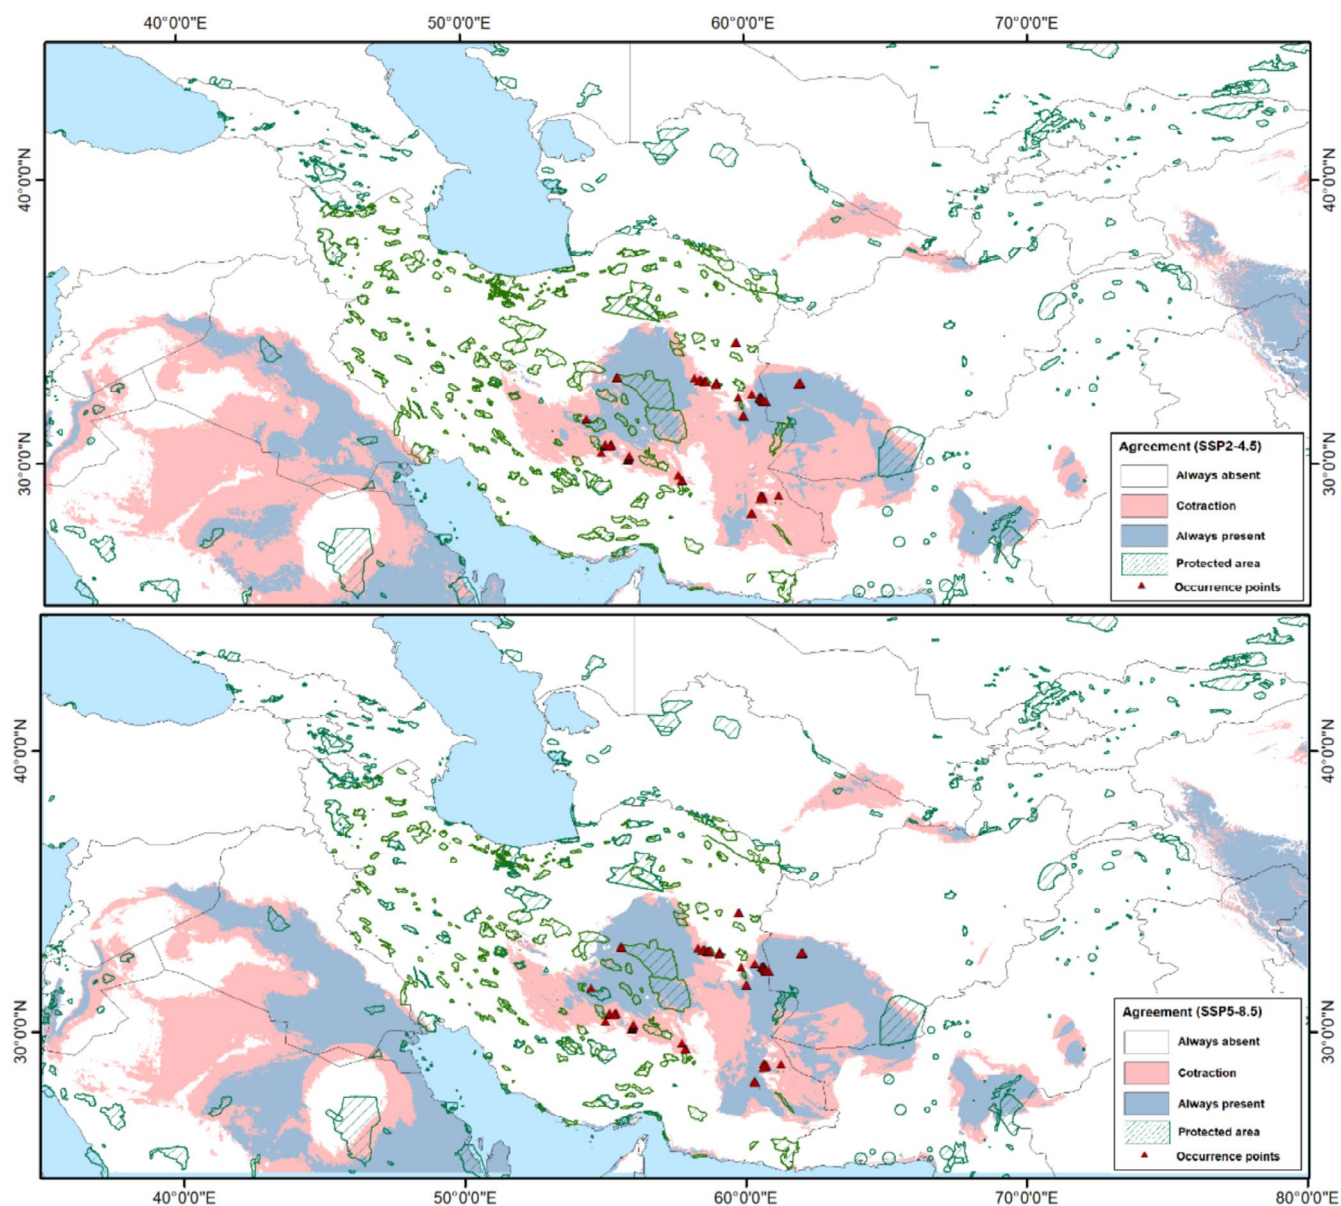 40°0'0"E 50°0'0"E 60°0'0"E 70°0'0"E
40°0'0"N 40°0'0"N
30°0'0"N 30°0'0"N
Agreement (SSP2-4.5)
Always absent
Cotraction
Always present
Protected area
Occurrence points
40°0'0"N 40°0'0"N
30°0'0"N 30°0'0"N
Agreement (SSP5-8.5)
Always absent
Cotraction
Always present
Protected area
Occurrence points
40°0'0"E 50°0'0"E 60°0'0"E 70°0'0"E 80°0'0"E